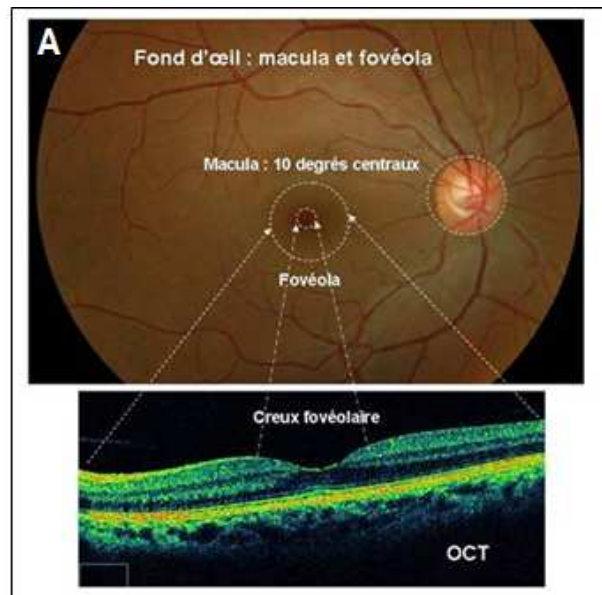 A
Fond d'œil : macula et fovéola
Macula : 10 degrés centraux
Fovéola
Creux fovéolaire
OCT